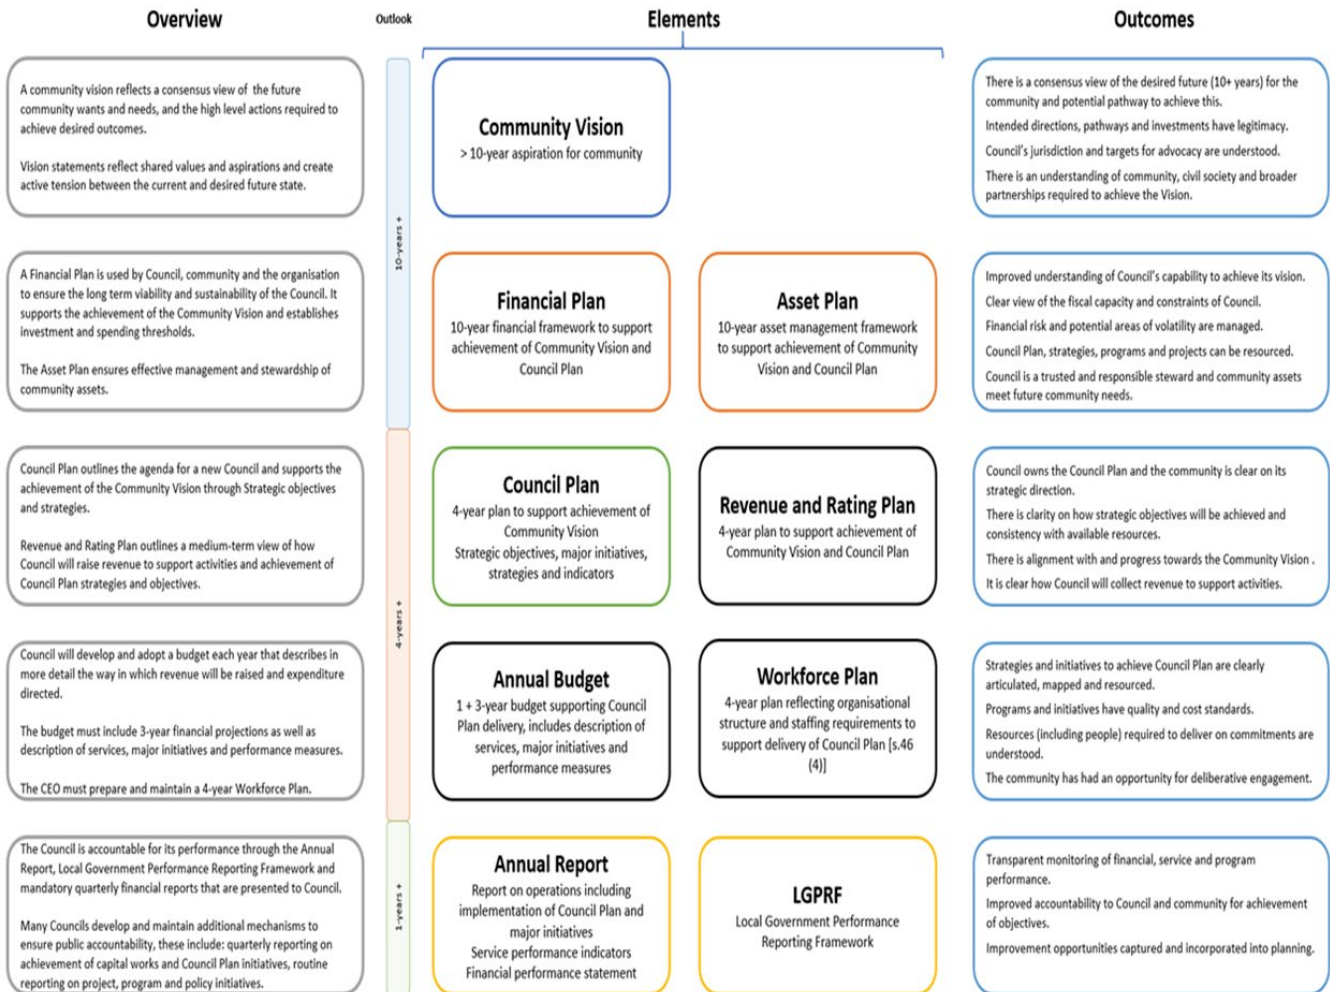 Overview
Outlook
Elements
Outcomes
A community vision reflects a consensus view of the future
community wants and needs, and the high level actions required to
achieve desired outcomes.
Vision statements reflect shared values and aspirations and create
active tension between the current and desired future state.
10-years +
Community Vision
> 10-year aspiration for community
There is a consensus view of the desired future (10+ years) for the
community and potential pathway to achieve this.
Intended directions, pathways and investments have legitimacy.
Council's jurisdiction and targets for advocacy are understood.
There is an understanding of community, civil society and broader
partnerships required to achieve the Vision.
A Financial Plan is used by Council, community and the organisation
to ensure the long term viability and sustainability of the Council. It
supports the achievement of the Community Vision and establishes
investment and spending thresholds.
The Asset Plan ensures effective management and stewardship of
community assets.
Financial Plan
10-year financial framework to support
achievement of Community Vision and
Council Plan
Asset Plan
10-year asset management framework
to support achievement of Community
Vision and Council Plan
Improved understanding of Council's capability to achieve its vision.
Clear view of the fiscal capacity and constraints of Council.
Financial risk and potential areas of volatility are managed.
Council Plan, strategies, programs and projects can be resourced.
Council is a trusted and responsible steward and community assets
meet future community needs.
Council Plan outlines the agenda for a new Council and supports the
achievement of the Community Vision through Strategic objectives
and strategies.
Revenue and Rating Plan outlines a medium-term view of how
Council will raise revenue to support activities and achievement of
Council Plan strategies and objectives.
4-years +
Council Plan
4-year plan to support achievement of
Community Vision
Strategic objectives, major initiatives,
strategies and indicators
Revenue and Rating Plan
4-year plan to support achievement of
Community Vision and Council Plan
Council owns the Council Plan and the community is clear on its
strategic direction.
There is clarity on how strategic objectives will be achieved and
consistency with available resources.
There is alignment with and progress towards the Community Vision .
It is clear how Council will collect revenue to support activities.
Council will develop and adopt a budget each year that describes in
more detail the way in which revenue will be raised and expenditure
directed.
The budget must include 3-year financial projections as well as
description of services, major initiatives and performance measures.
The CEO must prepare and maintain a 4-year Workforce Plan.
Annual Budget
1 + 3-year budget supporting Council
Plan delivery, includes description of
services, major initiatives and
performance measures
Workforce Plan
4-year plan reflecting organisational
structure and staffing requirements to
support delivery of Council Plan [s.46
(4)]
Strategies and initiatives to achieve Council Plan are clearly
articulated, mapped and resourced.
Programs and initiatives have quality and cost standards.
Resources (including people) required to deliver on commitments are
understood.
The community has had an opportunity for deliberative engagement.
The Council is accountable for its performance through the Annual
Report, Local Government Performance Reporting Framework and
mandatory quarterly financial reports that are presented to Council.
Many Councils develop and maintain additional mechanisms to
ensure public accountability, these include: quarterly reporting on
achievement of capital works and Council Plan initiatives, routine
reporting on project, program and policy initiatives.
1-years +
Annual Report
Report on operations including
implementation of Council Plan and
major initiatives
Service performance indicators
Financial performance statement
LGPRF
Local Government Performance
Reporting Framework
Transparent monitoring of financial, service and program
performance.
Improved accountability to Council and community for achievement
of objectives.
Improvement opportunities captured and incorporated into planning.